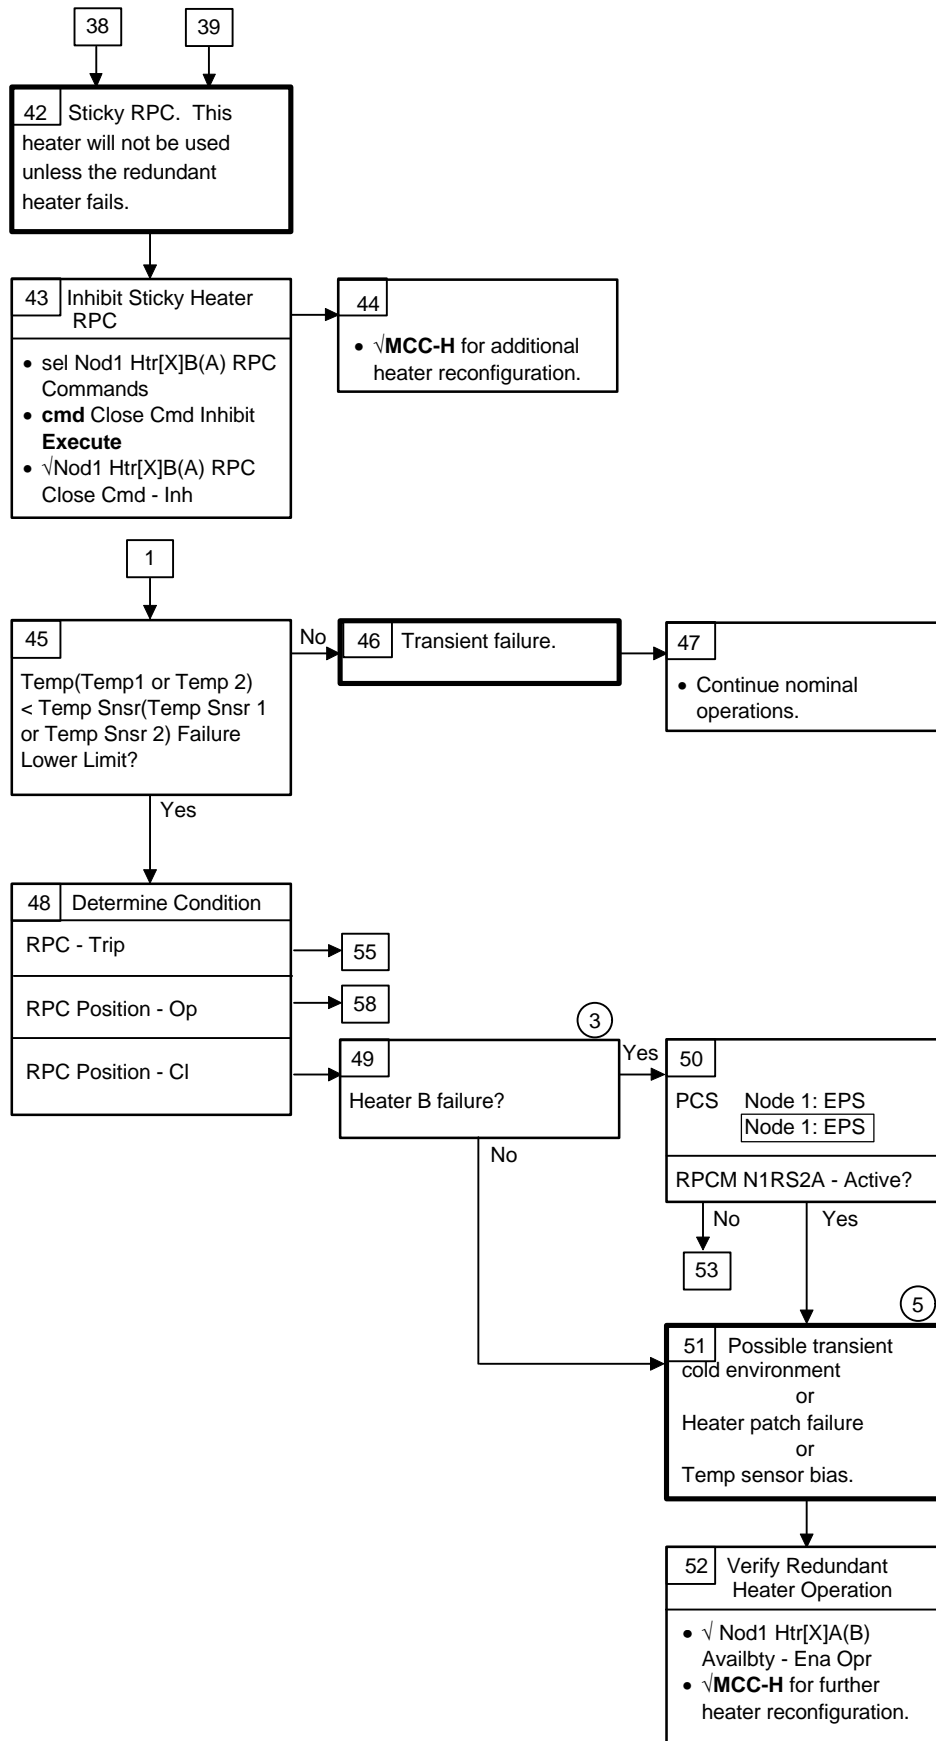 38
39
42 Sticky RPC. This
heater will not be used
unless the redundant
heater fails.
43 Inhibit Sticky Heater
RPC
• sel Nod1 Htr[X]B(A) RPC
Commands
• cmd Close Cmd Inhibit
Execute
• √Nod1 Htr[X]B(A) RPC
Close Cmd - Inh
44
• √MCC-H for additional
heater reconfiguration.
1
45
Temp(Temp1 or Temp 2)
< Temp Snsr(Temp Snsr 1
or Temp Snsr 2) Failure
Lower Limit?
No
46 Transient failure.
47
• Continue nominal
operations.
Yes
48 Determine Condition
RPC - Trip
55
RPC Position - Op
58
RPC Position - Cl
3
49
Heater B failure?
Yes
50
PCS Node 1: EPS
Node 1: EPS
RPCM N1RS2A - Active?
No
No
Yes
53
5
51 Possible transient
cold environment
or
Heater patch failure
or
Temp sensor bias.
52 Verify Redundant
Heater Operation
• √ Nod1 Htr[X]A(B)
Availbty - Ena Opr
• √MCC-H for further
heater reconfiguration.